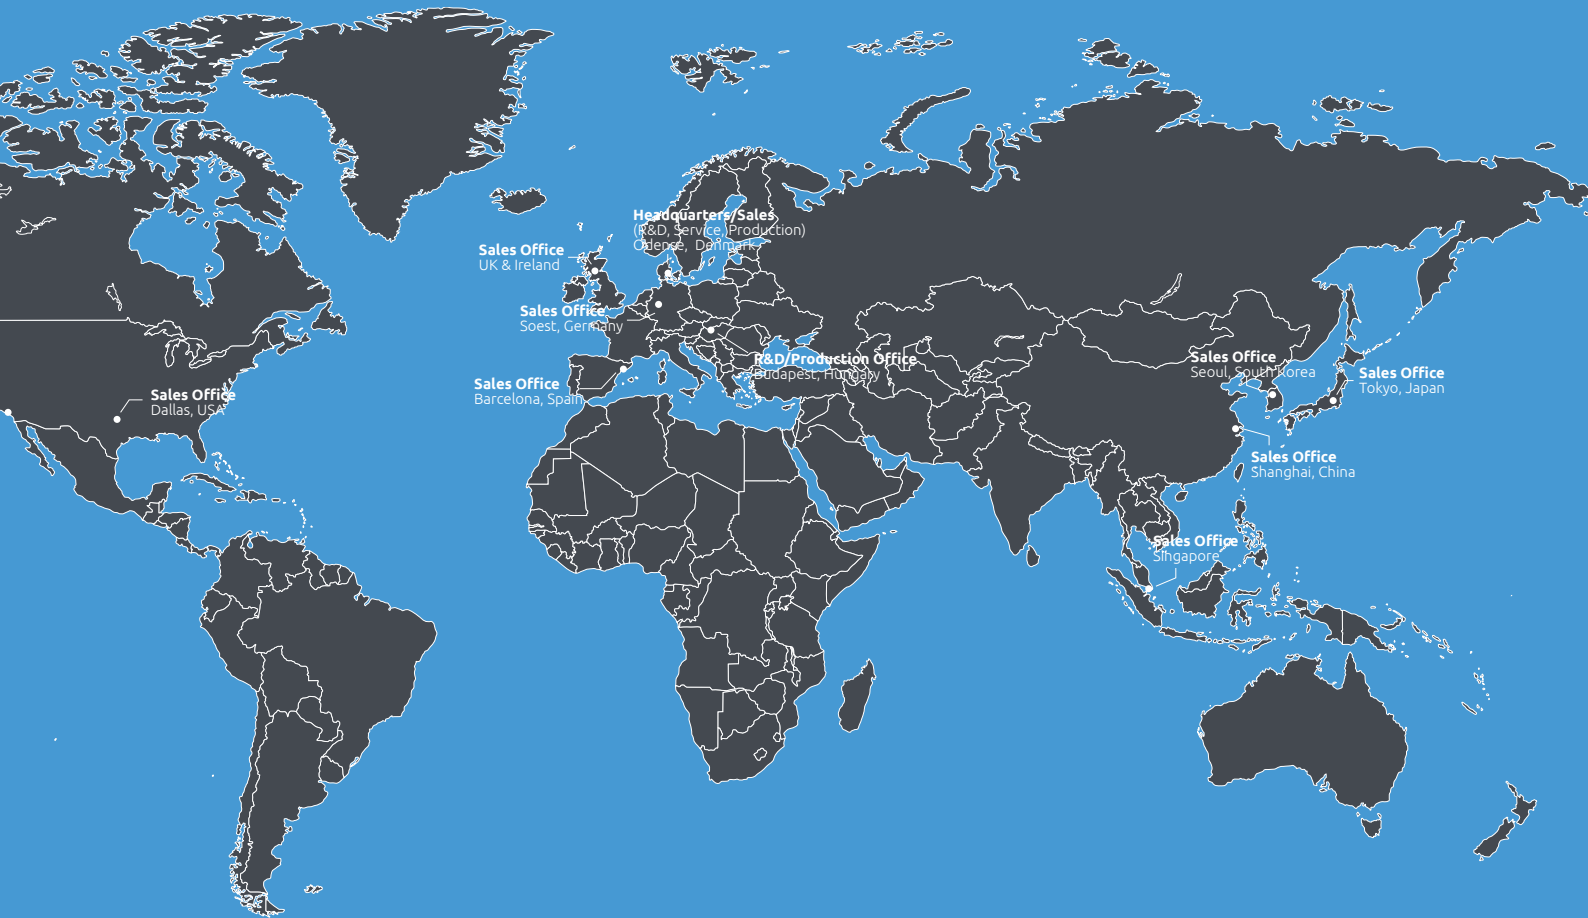 Headquarters/Sales
(R&D, Service, Production)
Odense, Denmark
Sales Office
UK & Ireland
Sales Office
Soest, Germany
R&D/Production Office
Budapest, Hungary
Sales Office
Barcelona, Spain
Sales Office
Dallas, USA
Sales Office
Seoul, South Korea
Sales Office
Tokyo, Japan
Sales Office
Shanghai, China
Sales Office
Singapore